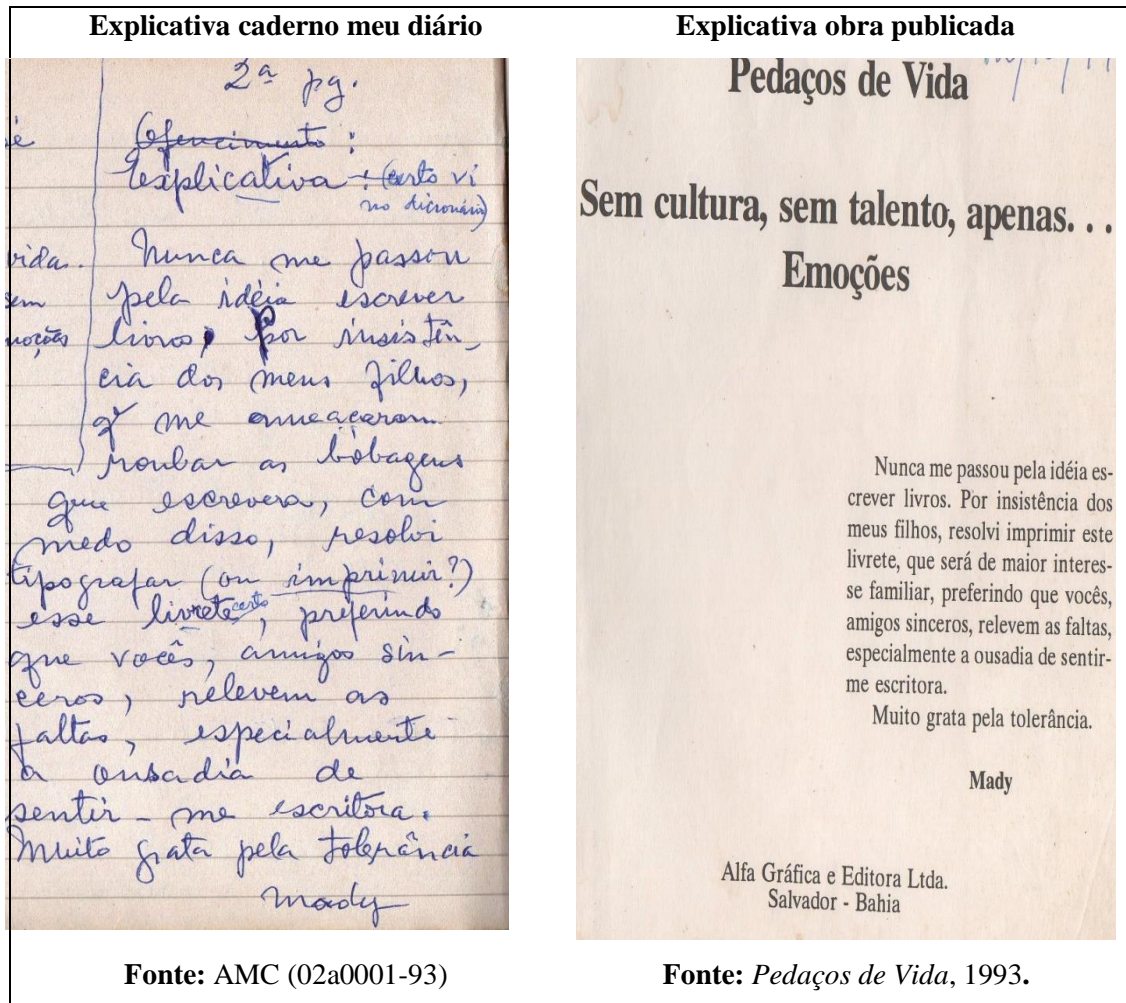 Explicativa caderno meu diário
2ª pg.
Oferecimento :
Explicativa : (certo vi
no dicionário)
Nunca me passou
pela idéia escrever
livros, Por insistên_
cia dos meus filhos,
q me ameaçaram
roubar as bobagens
que escrevera, com
medo disso, resolvi
tipografar (ou imprimir?)
esse livrete certo, preferindo
que vocês, amigos sin-
ceros, relevem as
faltas, especialmente
a ousadia de
sentir-me escritora.
Muito grata pela tolerância
Mady
vida.
sem
Fonte: AMC (02a0001-93)
Explicativa obra publicada
Pedaços de Vida
Sem cultura, sem talento, apenas. . .
Emoções
Nunca me passou pela idéia es-
crever livros. Por insistência dos
meus filhos, resolvi imprimir este
livrete, que será de maior interes-
se familiar, preferindo que vocês,
amigos sinceros, relevem as faltas,
especialmente a ousadia de sentir-
me escritora.
Muito grata pela tolerância.
Mady
Alfa Gráfica e Editora Ltda.
Salvador - Bahia
Fonte: Pedaços de Vida, 1993.